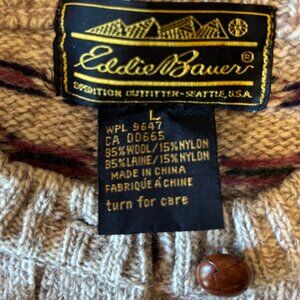 Eddie Bauer®
EXPEDITION OUTFITTER-SEATTLE, U.S.A.
L
WPL 9647
CA 00665
85% WOOL/15% NYLON
85% LAINE/15% NYLON
MADE IN CHINA
FABRIQUÉ A CHINE
turn for care